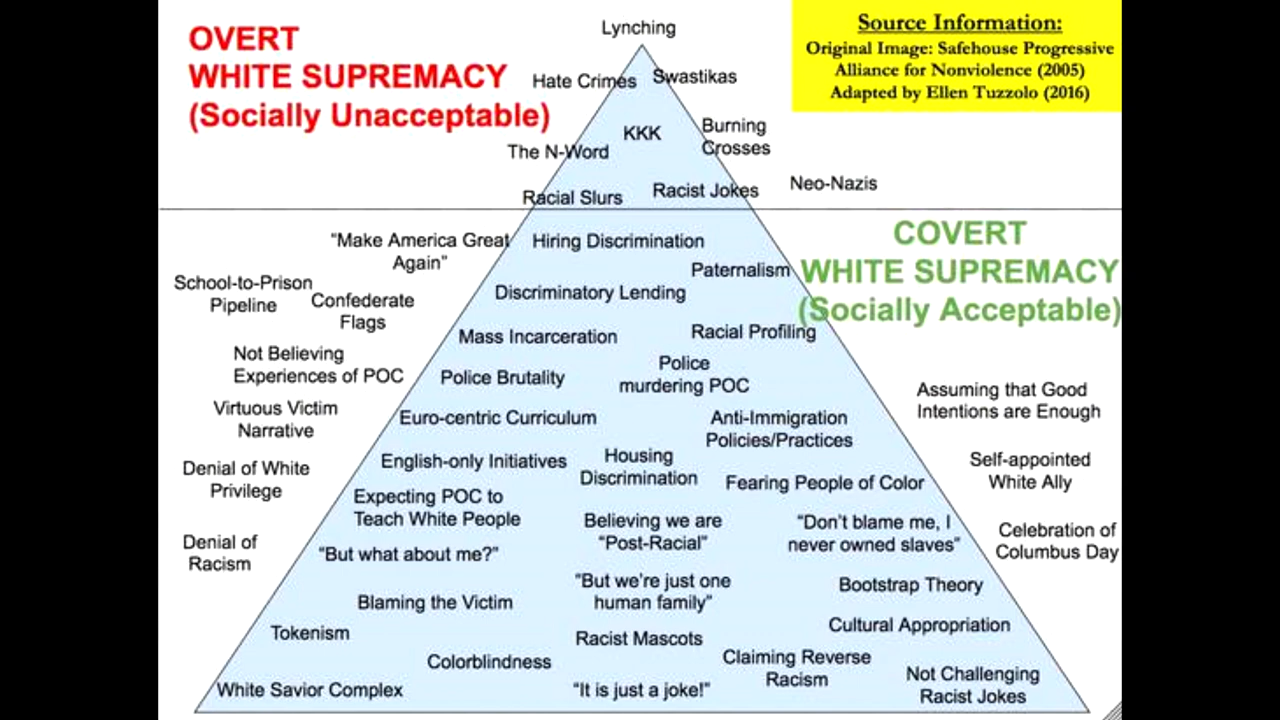 OVERT
WHITE SUPREMACY
(Socially Unacceptable)
Source Information:
Original Image: Safehouse Progressive
Alliance for Nonviolence (2005)
Adapted by Ellen Tuzzolo (2016)
Lynching
Hate Crimes
Swastikas
KKK
Burning
Crosses
The N-Word
Racial Slurs
Racist Jokes
Neo-Nazis
COVERT
WHITE SUPREMACY
(Socially Acceptable)
"Make America Great
Again"
Hiring Discrimination
Paternalism
School-to-Prison
Pipeline
Confederate
Flags
Discriminatory Lending
Mass Incarceration
Racial Profiling
Not Believing
Experiences of POC
Police Brutality
Police
murdering POC
Assuming that Good
Intentions are Enough
Virtuous Victim
Narrative
Euro-centric Curriculum
Anti-Immigration
Policies/Practices
Denial of White
Privilege
English-only Initiatives
Housing
Discrimination
Fearing People of Color
Self-appointed
White Ally
Expecting POC to
Teach White People
Believing we are
"Post-Racial"
"Don't blame me, I
never owned slaves"
Celebration of
Columbus Day
Denial of
Racism
"But what about me?"
"But we're just one
human family"
Bootstrap Theory
Blaming the Victim
Tokenism
Racist Mascots
Cultural Appropriation
Colorblindness
Claiming Reverse
Racism
Not Challenging
Racist Jokes
White Savior Complex
"It is just a joke!"